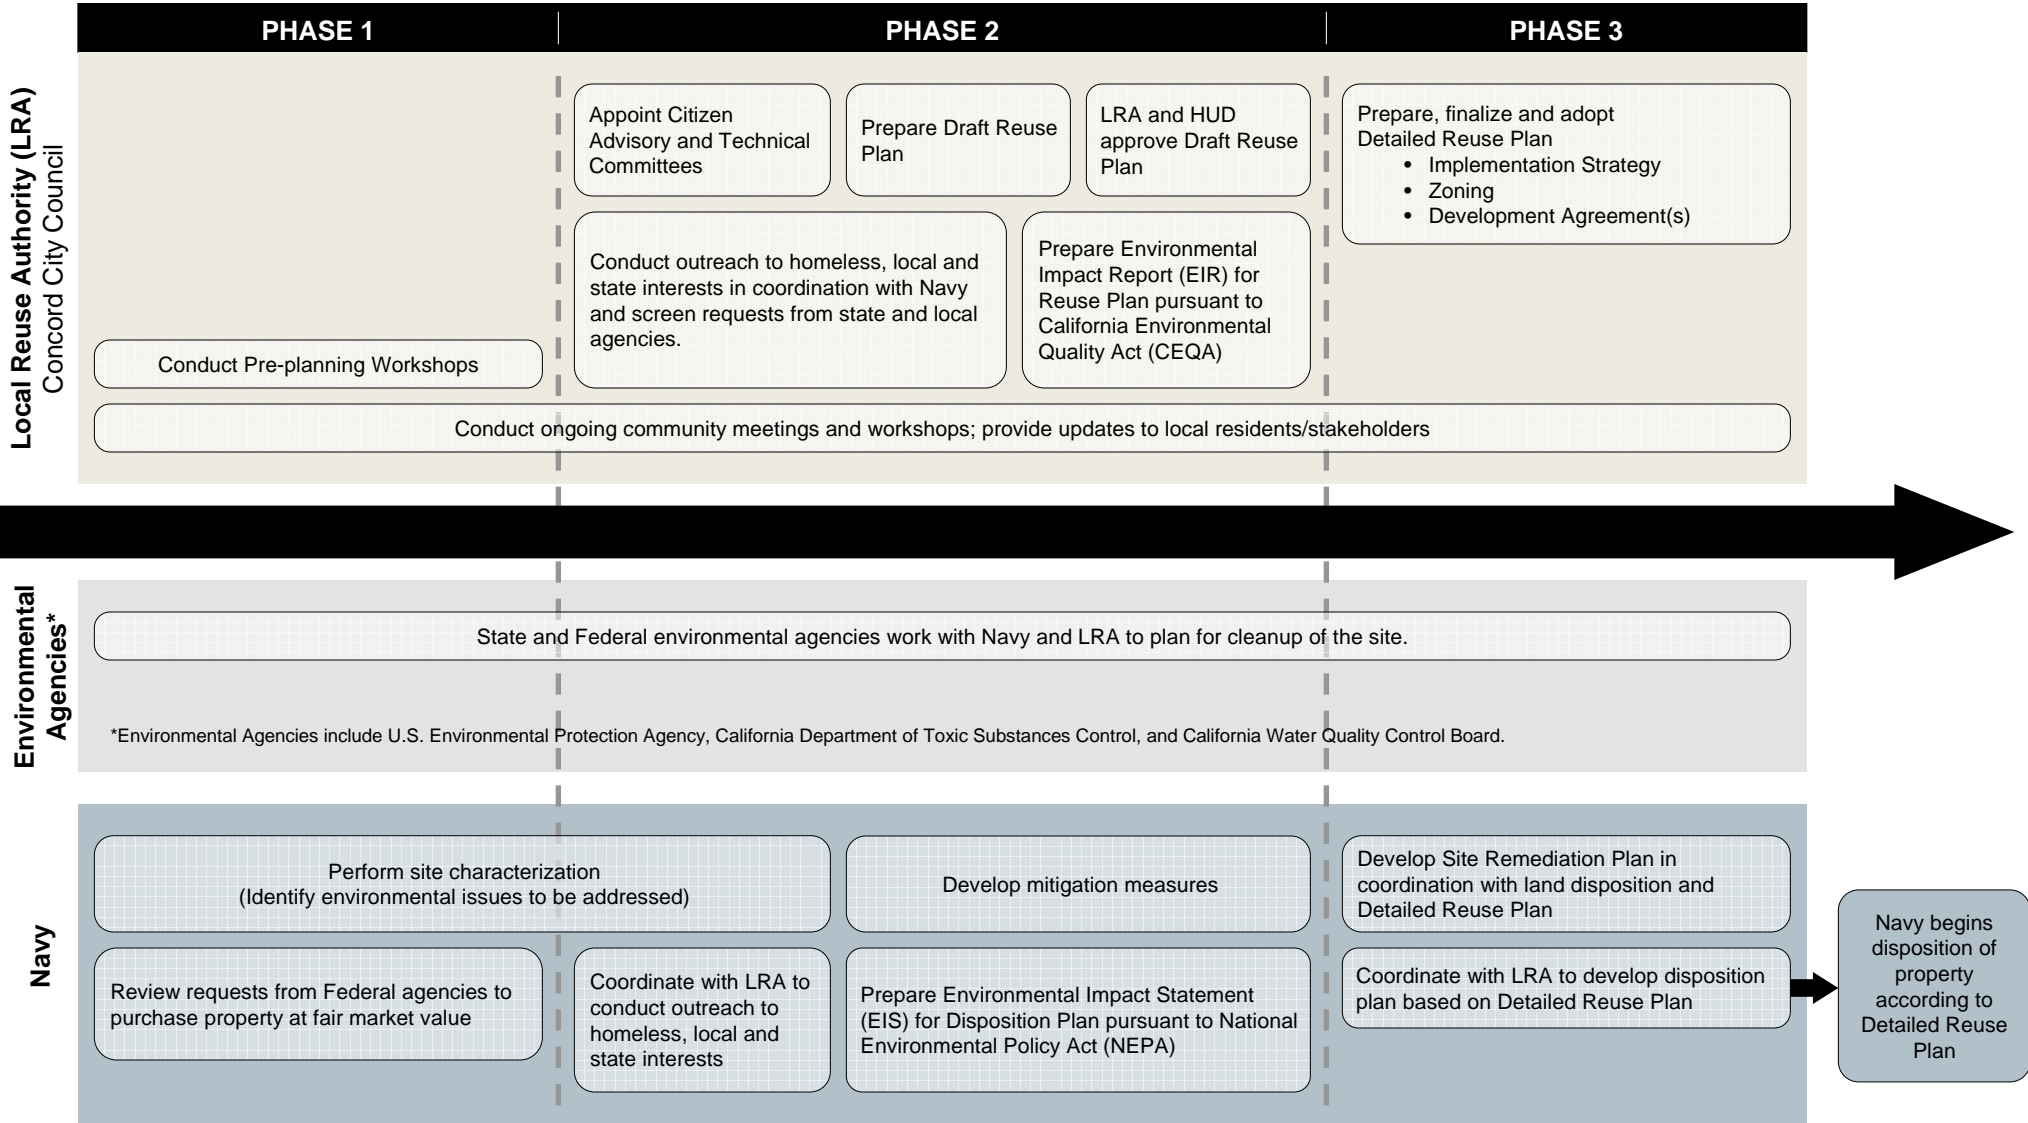 PHASE 1
PHASE 2
PHASE 3
Local Reuse Authority (LRA)
Concord City Council
Appoint Citizen
Advisory and Technical
Committees
Prepare Draft Reuse
Plan
LRA and HUD
approve Draft Reuse
Plan
Prepare, finalize and adopt
Detailed Reuse Plan
• Implementation Strategy
• Zoning
• Development Agreement(s)
Conduct outreach to homeless, local and
state interests in coordination with Navy
and screen requests from state and local
agencies.
Prepare Environmental
Impact Report (EIR) for
Reuse Plan pursuant to
California Environmental
Quality Act (CEQA)
Conduct Pre-planning Workshops
Conduct ongoing community meetings and workshops; provide updates to local residents/stakeholders
Environmental
Agencies*
State and Federal environmental agencies work with Navy and LRA to plan for cleanup of the site.
*Environmental Agencies include U.S. Environmental Protection Agency, California Department of Toxic Substances Control, and California Water Quality Control Board.
Navy
Perform site characterization
(Identify environmental issues to be addressed)
Develop mitigation measures
Develop Site Remediation Plan in
coordination with land disposition and
Detailed Reuse Plan
Review requests from Federal agencies to
purchase property at fair market value
Coordinate with LRA to
conduct outreach to
homeless, local and
state interests
Prepare Environmental Impact Statement
(EIS) for Disposition Plan pursuant to National
Environmental Policy Act (NEPA)
Coordinate with LRA to develop disposition
plan based on Detailed Reuse Plan
Navy begins
disposition of
property
according to
Detailed Reuse
Plan